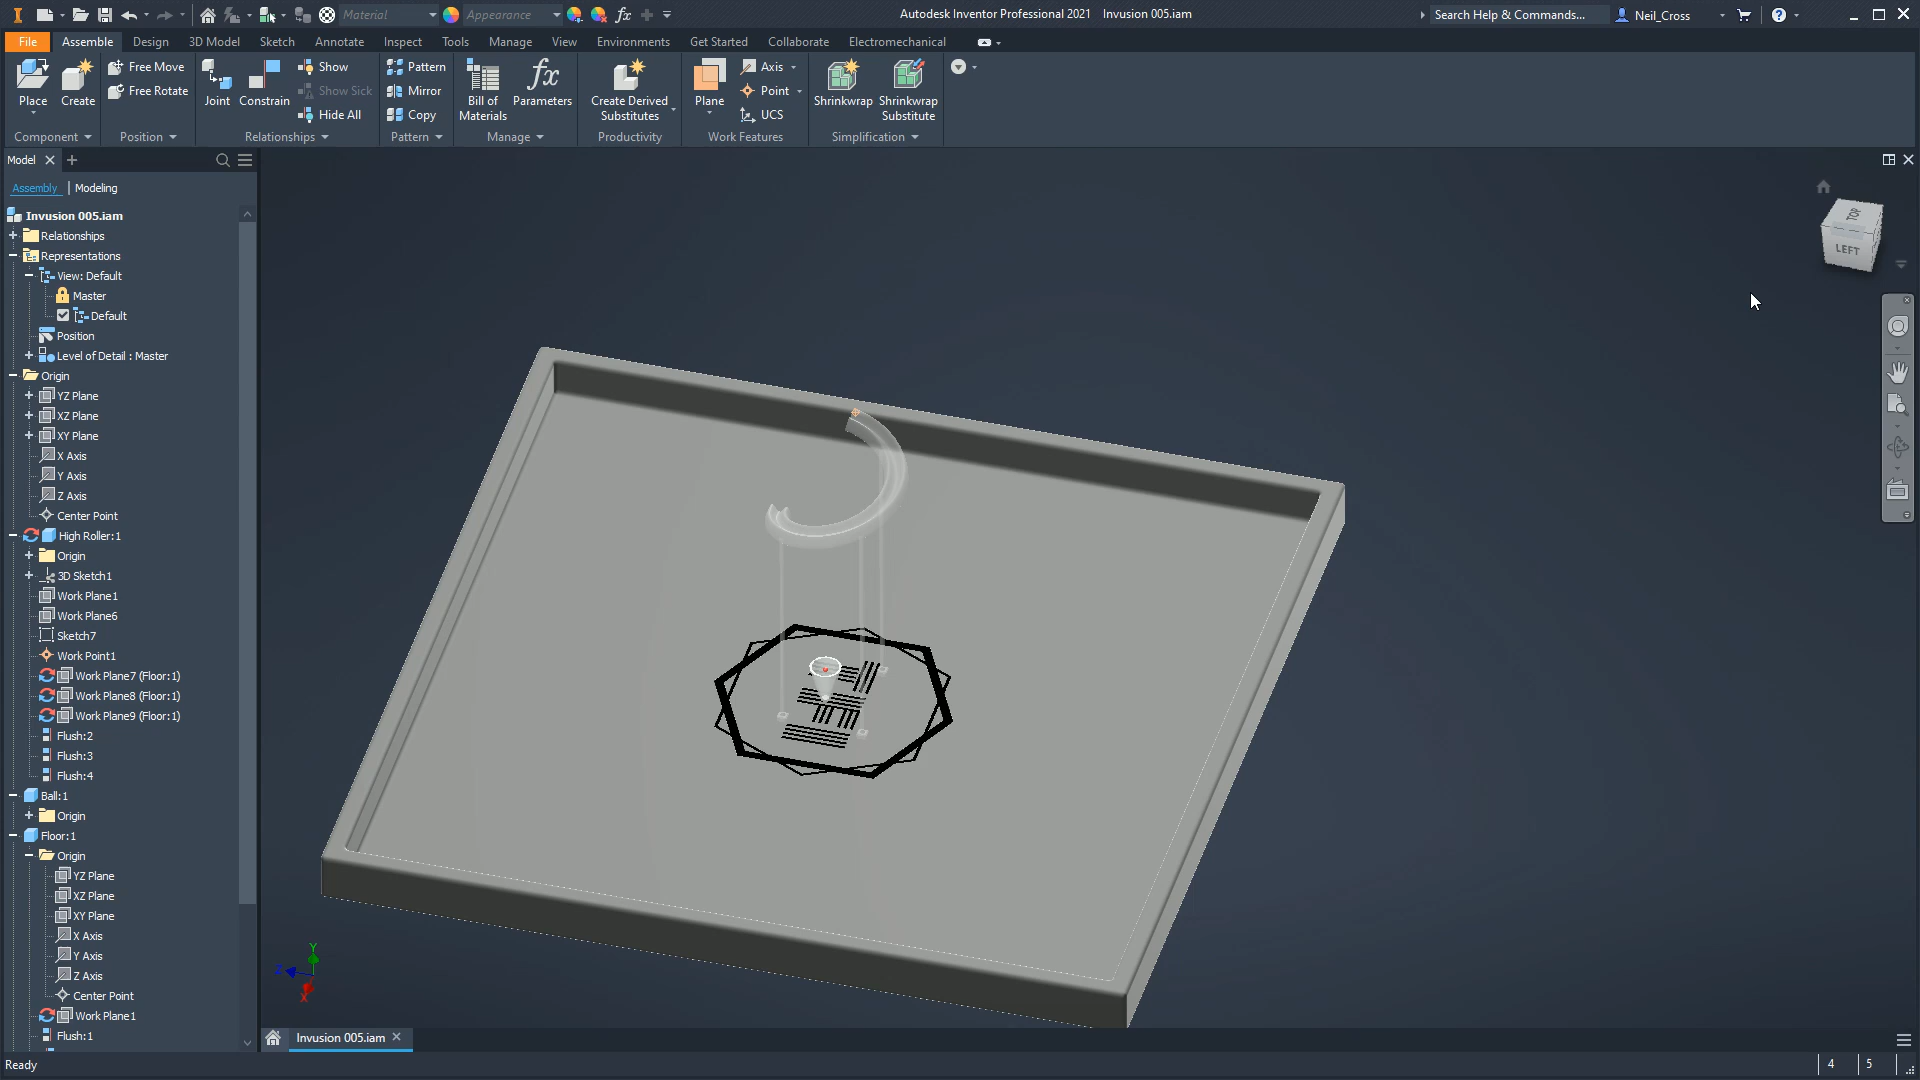 Material
Appearance
Autodesk Inventor Professional 2021 Invusion 005.iam
Search Help & Commands...
Neil_Cross
File
Assemble
Design
3D Model
Sketch
Annotate
Inspect
Tools
Manage
View
Environments
Get Started
Collaborate
Electromechanical
Place
Create
Free Move
Free Rotate
Joint
Constrain
Show
Show Sick
Hide All
Pattern
Mirror
Copy
Bill of
Materials
fx
Parameters
Create Derived
Substitutes
Plane
Axis
Point
UCS
Shrinkwrap
Shrinkwrap
Substitute
Component
Position
Relationships
Pattern
Manage
Productivity
Work Features
Simplification
Model
Assembly | Modeling
Invusion 005.iam
Relationships
Representations
View: Default
Master
Default
Position
Level of Detail : Master
Origin
YZ Plane
XZ Plane
XY Plane
X Axis
Y Axis
Z Axis
Center Point
High Roller:1
Origin
3D Sketch1
Work Plane1
Work Plane6
Sketch7
Work Point1
Work Plane7 (Floor:1)
Work Plane8 (Floor:1)
Work Plane9 (Floor:1)
Flush:2
Flush:3
Flush:4
Ball:1
Origin
Floor:1
Origin
YZ Plane
XZ Plane
XY Plane
X Axis
Y Axis
Z Axis
Center Point
Work Plane1
Flush:1
TOP
LEFT
Y
Z
X
Invusion 005.iam
Ready
4
5